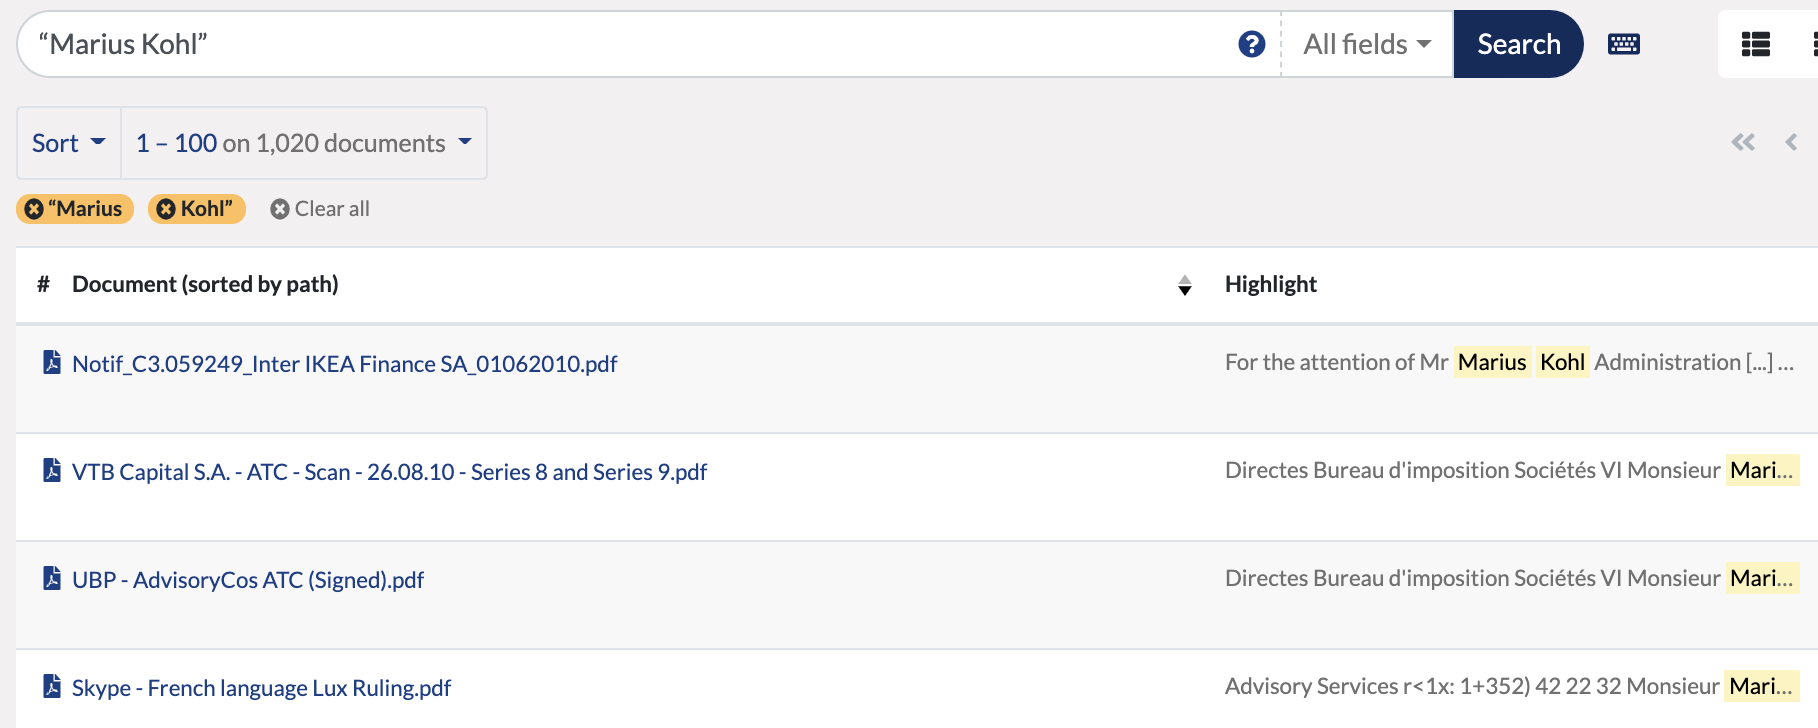 “Marius Kohl”
All fields
Search
Sort
1 – 100 on 1,020 documents
“Marius
Kohl”
Clear all
# Document (sorted by path) Highlight
Notif_C3.059249_Inter IKEA Finance SA_01062010.pdf For the attention of Mr Marius Kohl Administration [...] ...
VTB Capital S.A. - ATC - Scan - 26.08.10 - Series 8 and Series 9.pdf Directes Bureau d'imposition Sociétés VI Monsieur Mari...
UBP - AdvisoryCos ATC (Signed).pdf Directes Bureau d'imposition Sociétés VI Monsieur Mari...
Skype - French language Lux Ruling.pdf Advisory Services r<1x: 1+352) 42 22 32 Monsieur Mari...